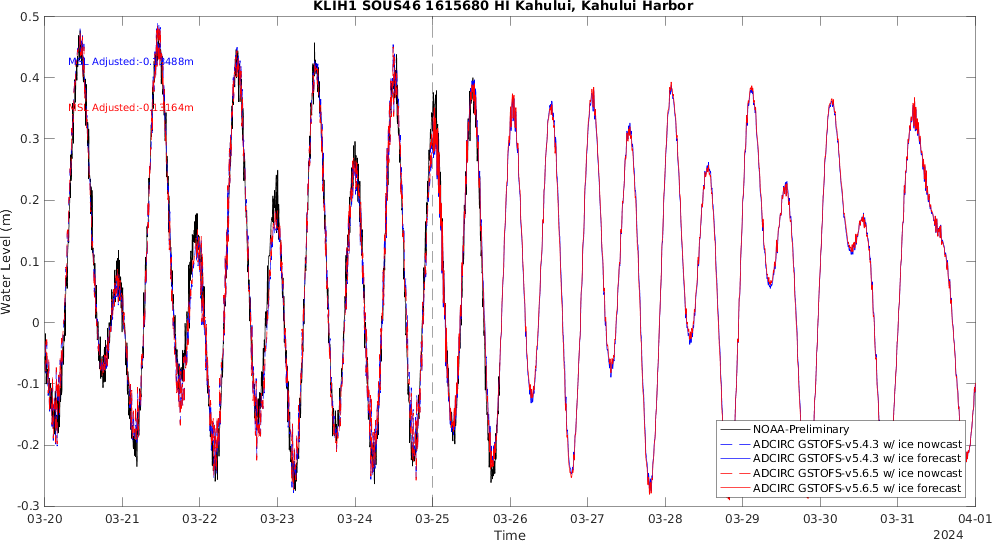 KLIH1 SOUS46 1615680 HI Kahului, Kahului Harbor
0.5
0.4
0.3
0.2
0.1
0
-0.1
-0.2
-0.3
Water Level (m)
MSL
MSL
NOAA-Preliminary
ADCIRC GSTOFS-v5.4.3 w/ ice nowcast
ADCIRC GSTOFS-v5.4.3 w/ ice forecast
ADCIRC GSTOFS-v5.6.5 w/ ice nowcast
ADCIRC GSTOFS-v5.6.5 w/ ice forecast
03-20 03-21 03-22 03-23 03-24 03-25 03-26 03-27 03-28 03-29 03-30 03-31 04-01
Time
2024